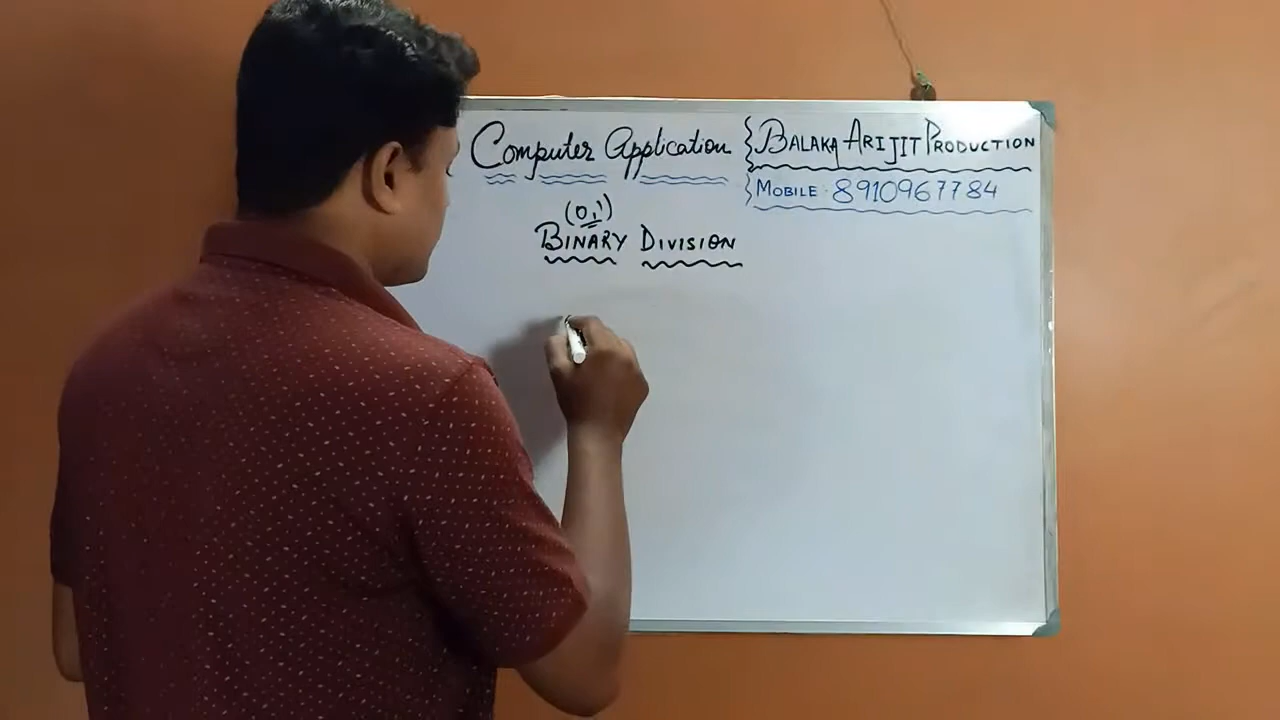 Computer Application
BALAKA ARIJIT PRODUCTION
MOBILE 8910967784
(0,1)
BINARY DIVISION